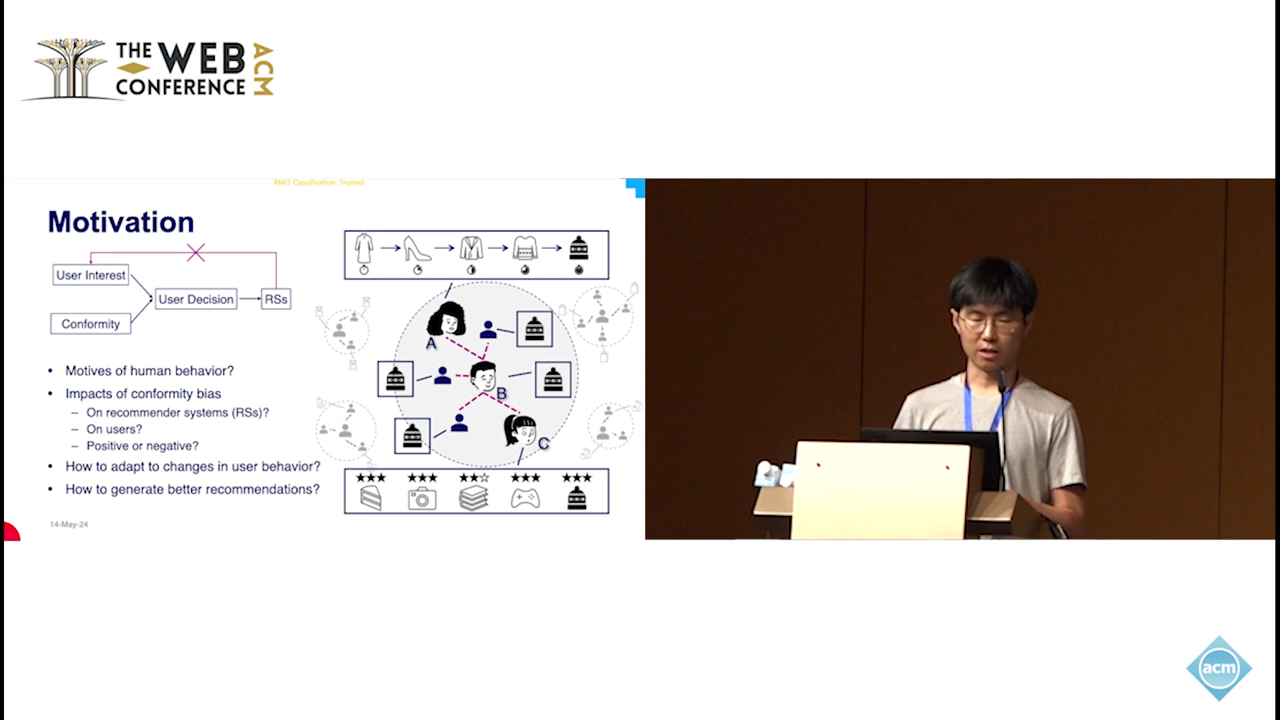 THE WEB
CONFERENCE
ACM
RMIT Classification: Trusted
Motivation
User Interest
User Decision
RSs
Conformity
• Motives of human behavior?
• Impacts of conformity bias
– On recommender systems (RSs)?
– On users?
– Positive or negative?
• How to adapt to changes in user behavior?
• How to generate better recommendations?
14-May-24
A
B
C
acm